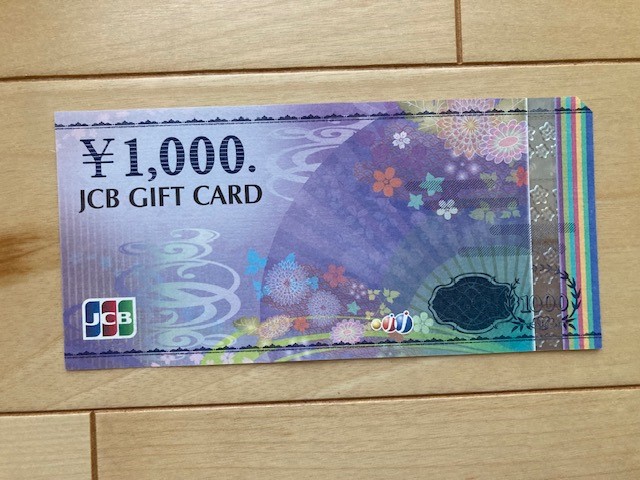 ¥1,000.
JCB GIFT CARD
JCB
1000